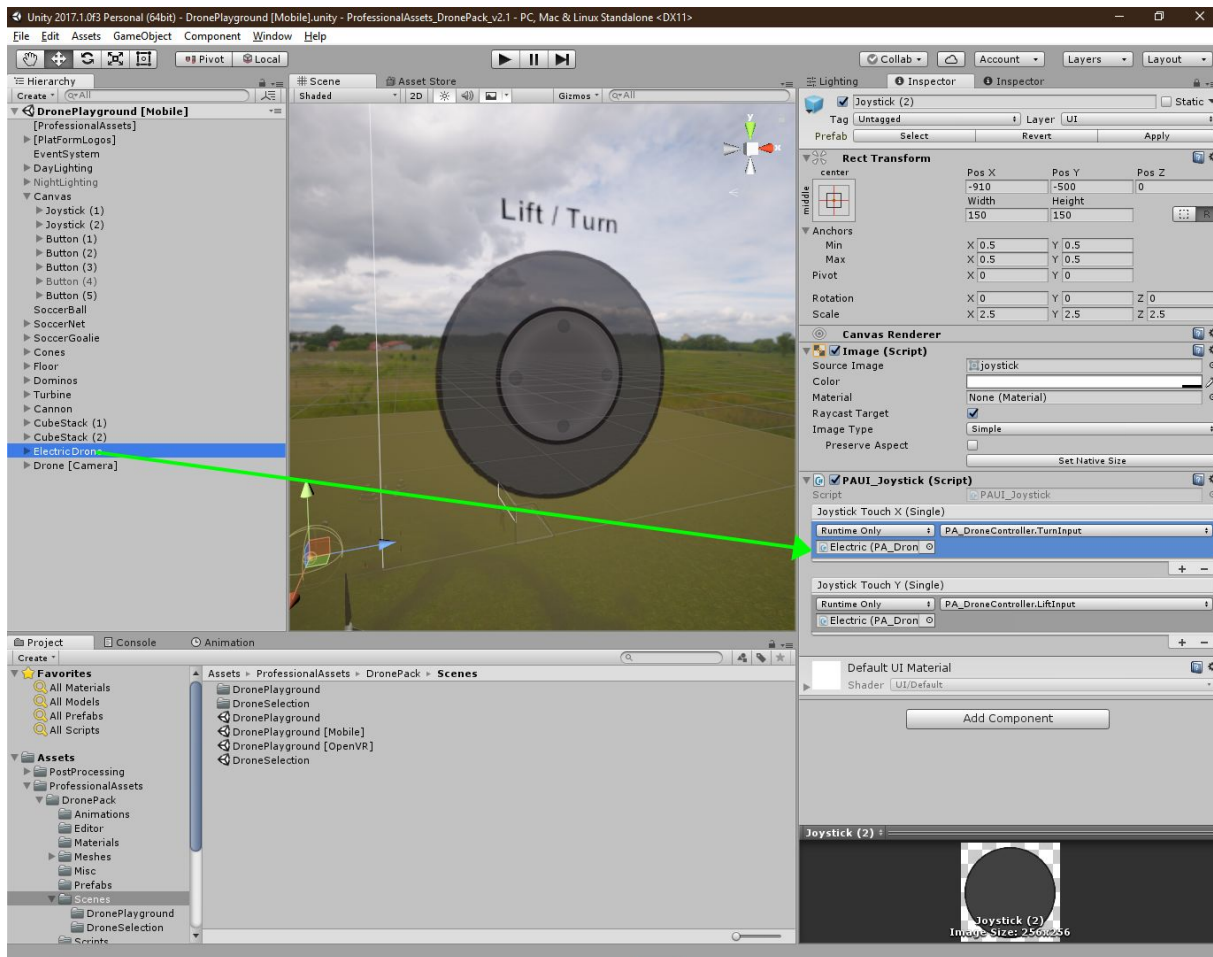 Unity 2017.1.0f3 Personal (64bit) - DronePlayground [Mobile].unity - ProfessionalAssets_DronePack_v2.1 - PC, Mac & Linux Standalone <DX11>
File Edit Assets GameObject Component Window Help
Pivot Local Collab Account Layers Layout
Hierarchy
Create All
DronePlayground [Mobile]
[ProfessionalAssets]
[PlatFormLogos]
EventSystem
DayLighting
NightLighting
Canvas
Joystick (1)
Joystick (2)
Button (1)
Button (2)
Button (3)
Button (4)
Button (5)
SoccerBall
SoccerNet
SoccerGoalie
Cones
Floor
Dominos
Turbine
Cannon
CubeStack (1)
CubeStack (2)
ElectricDrone
Drone [Camera]
Scene Asset Store
Shaded 2D Gizmos All
y
x
Lift / Turn
Lighting Inspector Inspector
Joystick (2) Static
Tag Untagged Layer UI
Prefab Select Revert Apply
Rect Transform
center Pos X Pos Y Pos Z
middle -910 -500 0
Width Height
150 150 R
Anchors
Min X 0.5 Y 0.5
Max X 0.5 Y 0.5
Pivot X 0 Y 0
Rotation X 0 Y 0 Z 0
Scale X 2.5 Y 2.5 Z 2.5
Canvas Renderer
Image (Script)
Source Image joystick
Color
Material None (Material)
Raycast Target
Image Type Simple
Preserve Aspect
Set Native Size
PAUI_Joystick (Script)
Script PAUI_Joystick
Joystick Touch X (Single)
Runtime Only PA_DroneController.TurnInput
Electric (PA_Dron
+ -
Joystick Touch Y (Single)
Runtime Only PA_DroneController.LiftInput
Electric (PA_Dron
+ -
Default UI Material
Shader UI/Default
Add Component
Joystick (2)
Joystick (2)
Image Size: 256x256
Project Console Animation
Create
Favorites
All Materials
All Models
All Prefabs
All Scripts
Assets
PostProcessing
ProfessionalAssets
DronePack
Animations
Editor
Materials
Meshes
Misc
Prefabs
Scenes
DronePlayground
DroneSelection
Scripts
Assets ▸ ProfessionalAssets ▸ DronePack ▸ Scenes
DronePlayground
DroneSelection
DronePlayground
DronePlayground [Mobile]
DronePlayground [OpenVR]
DroneSelection